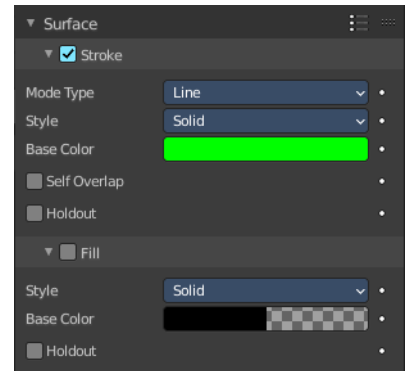 Surface
Stroke
Mode Type Line
Style Solid
Base Color
Self Overlap
Holdout
Fill
Style Solid
Base Color
Holdout